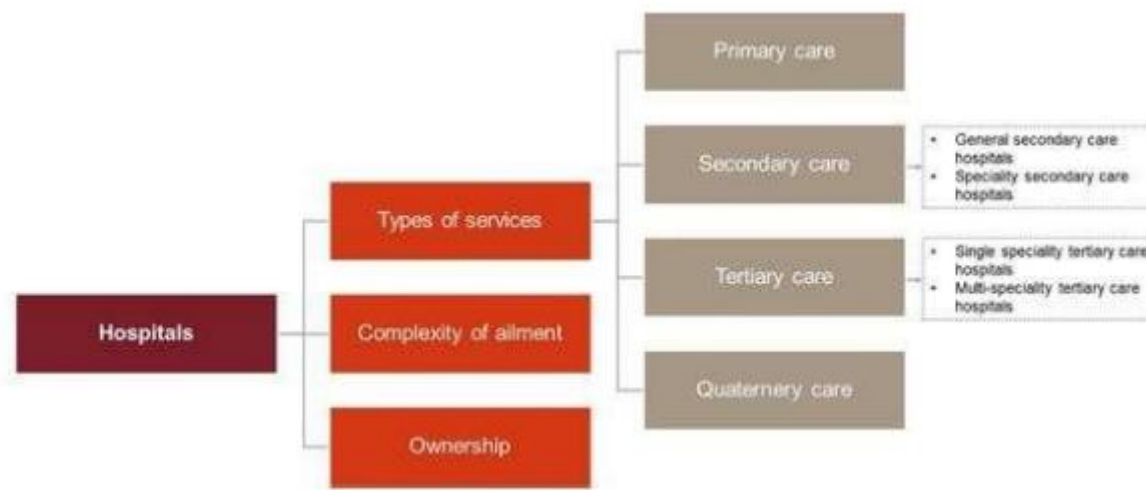 Primary care
Secondary care
• General secondary care
hospitals
• Speciality secondary care
hospitals
Types of services
Tertiary care
• Single speciality tertiary care
hospitals
• Multi-speciality tertiary care
hospitals
Hospitals
Complexity of ailment
Quaternery care
Ownership